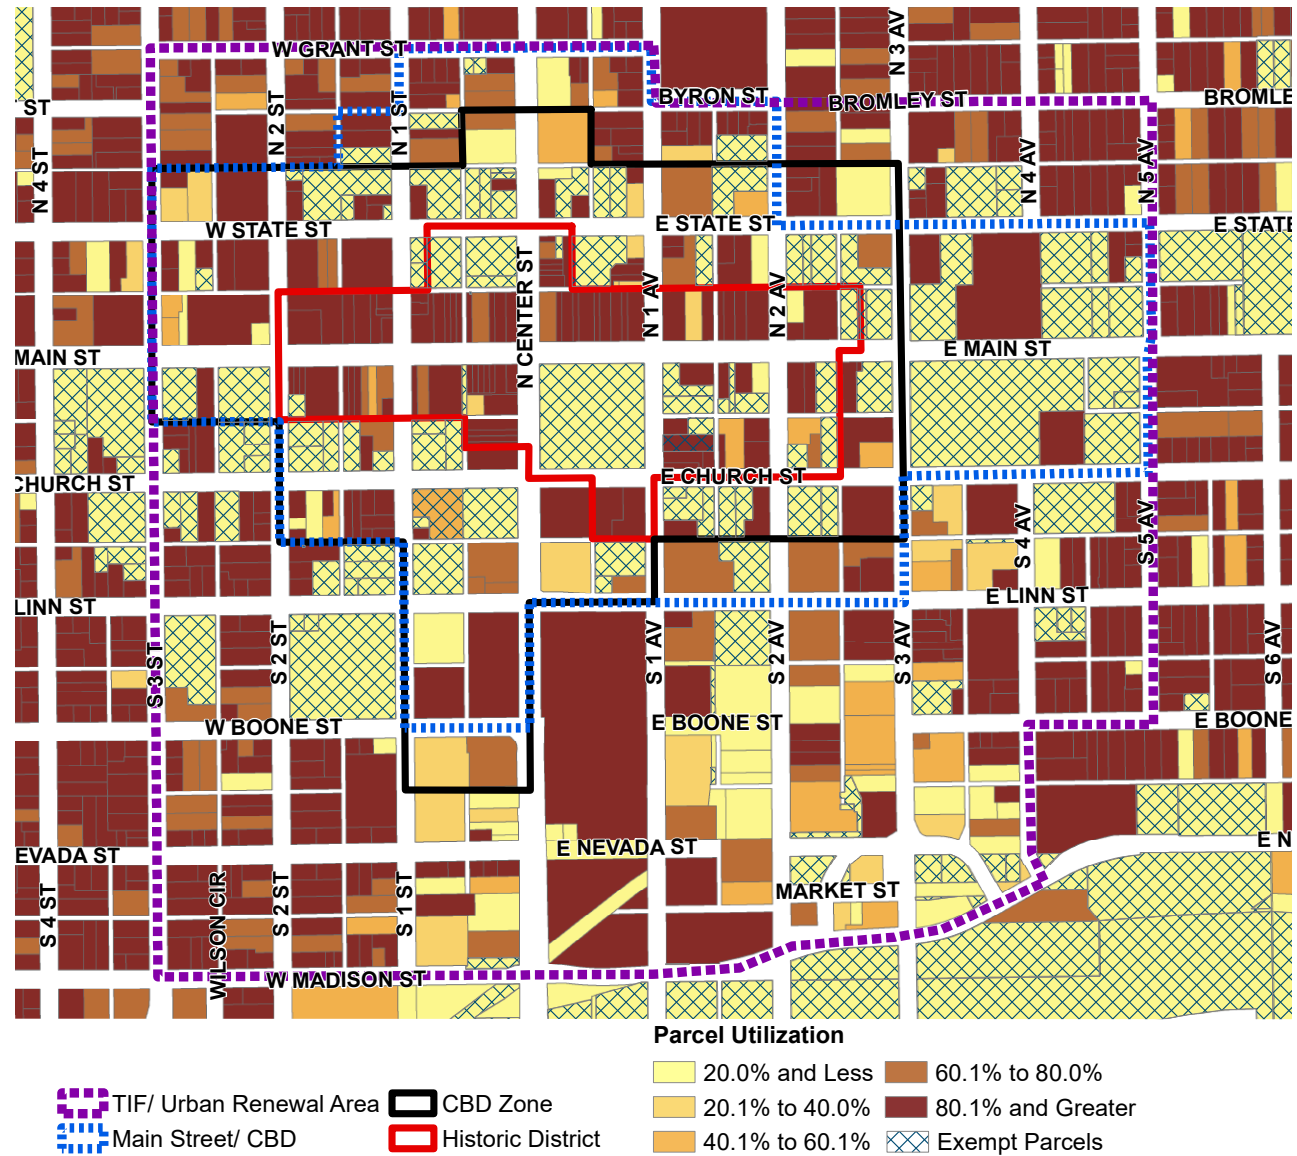 W GRANT ST
N 3 AV
BYRON ST
BROMLEY ST
BROMLE
ST
N 2 ST
N 1 ST
N 4 ST
N 4 AV
N 5 AV
W STATE ST
E STATE ST
E STATE
N CENTER ST
N 1 AV
N 2 AV
MAIN ST
E MAIN ST
CHURCH ST
E CHURCH ST
S 4 AV
S 5 AV
LINN ST
E LINN ST
S 3 ST
S 2 ST
S 1 AV
S 2 AV
S 3 AV
S 6 AV
W BOONE ST
E BOONE ST
E BOONE
EVADA ST
E NEVADA ST
E N
MARKET ST
S 4 ST
WILSON CIR
S 2 ST
S 1 ST
W MADISON ST
Parcel Utilization
20.0% and Less
60.1% to 80.0%
TIF/ Urban Renewal Area
CBD Zone
20.1% to 40.0%
80.1% and Greater
Main Street/ CBD
Historic District
40.1% to 60.1%
Exempt Parcels